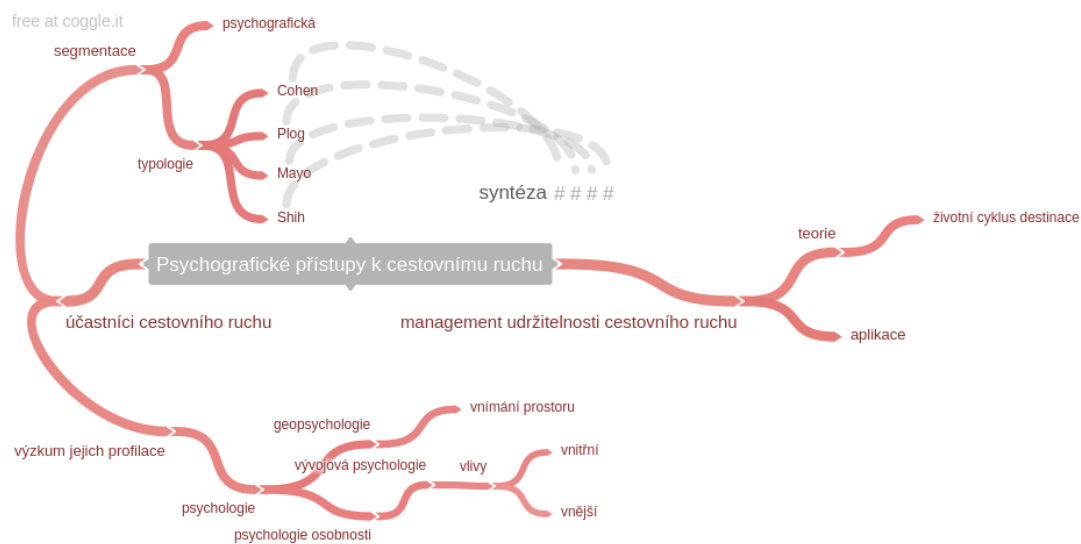 free at coggle.it
psychografická
segmentace
Cohen
Plog
typologie
Mayo
Shih
syntéza # # # #
Psychografické přístupy k cestovnímu ruchu
životní cyklus destinace
teorie
účastníci cestovního ruchu
management udržitelnosti cestovního ruchu
aplikace
vnímání prostoru
geopsychologie
výzkum jejich profilace
vývojová psychologie
vlivy
vnitřní
psychologie
vnější
psychologie osobnosti